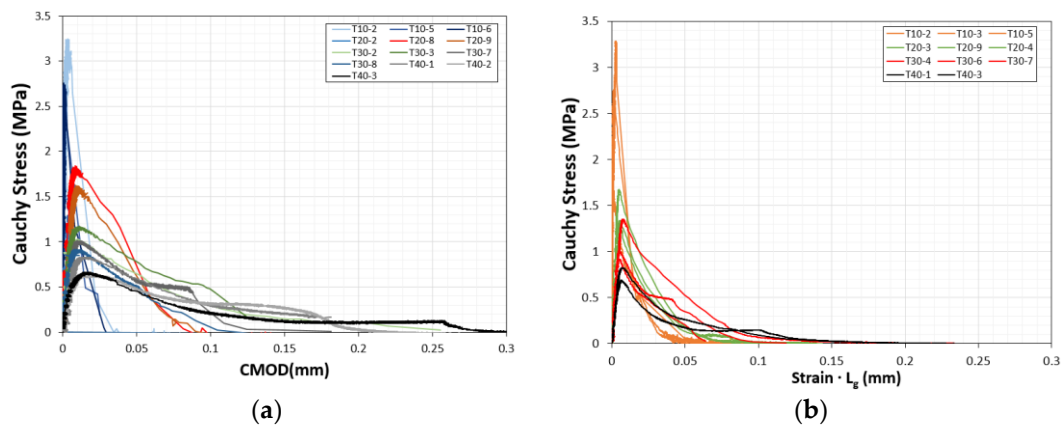 3.5
3
2.5
2
1.5
1
0.5
0
Cauchy Stress (MPa)
T10-2 T10-5 T10-6
T20-2 T20-8 T20-9
T30-2 T30-3 T30-7
T30-8 T40-1 T40-2
T40-3
0 0.05 0.1 0.15 0.2 0.25 0.3
CMOD(mm)
(a)
3.5
3
2.5
2
1.5
1
0.5
0
Cauchy Stress (MPa)
T10-2 T10-3 T10-5
T20-3 T20-9 T20-4
T30-4 T30-6 T30-7
T40-1 T40-3
0 0.05 0.1 0.15 0.2 0.25 0.3
Strain · Lg (mm)
(b)